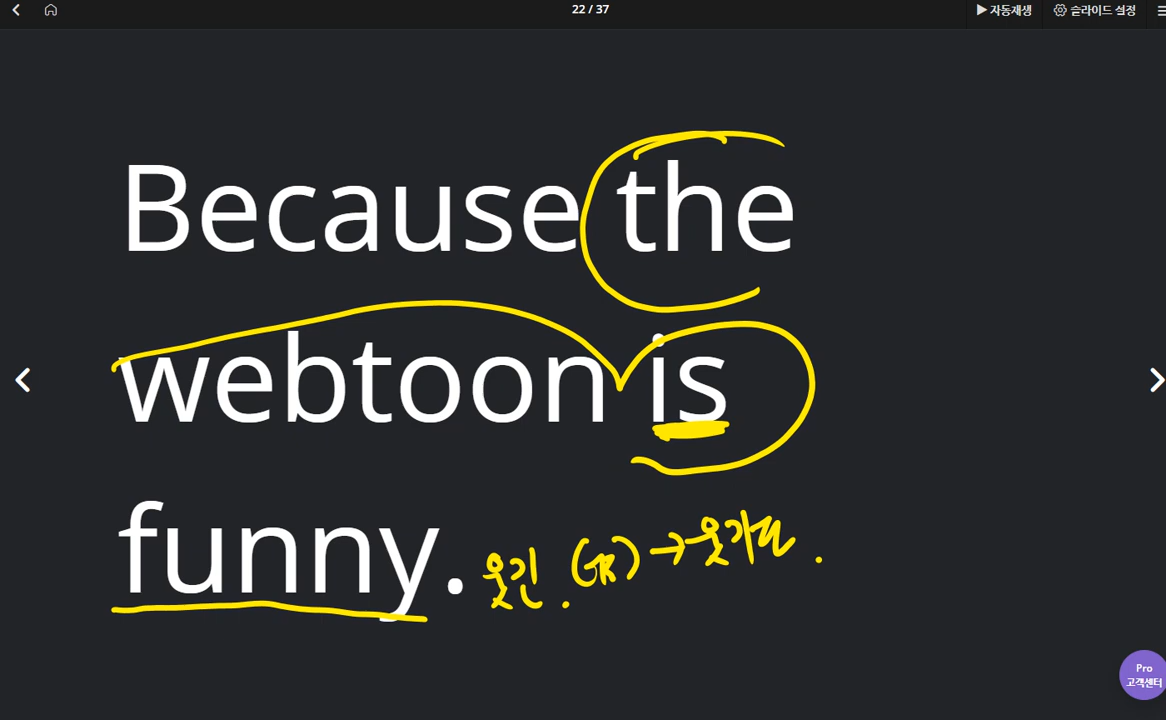 22 / 37
▶ 자동재생
슬라이드 설정
Because the
webtoon is
funny.
웃긴. → 웃기다.
Pro
고객센터